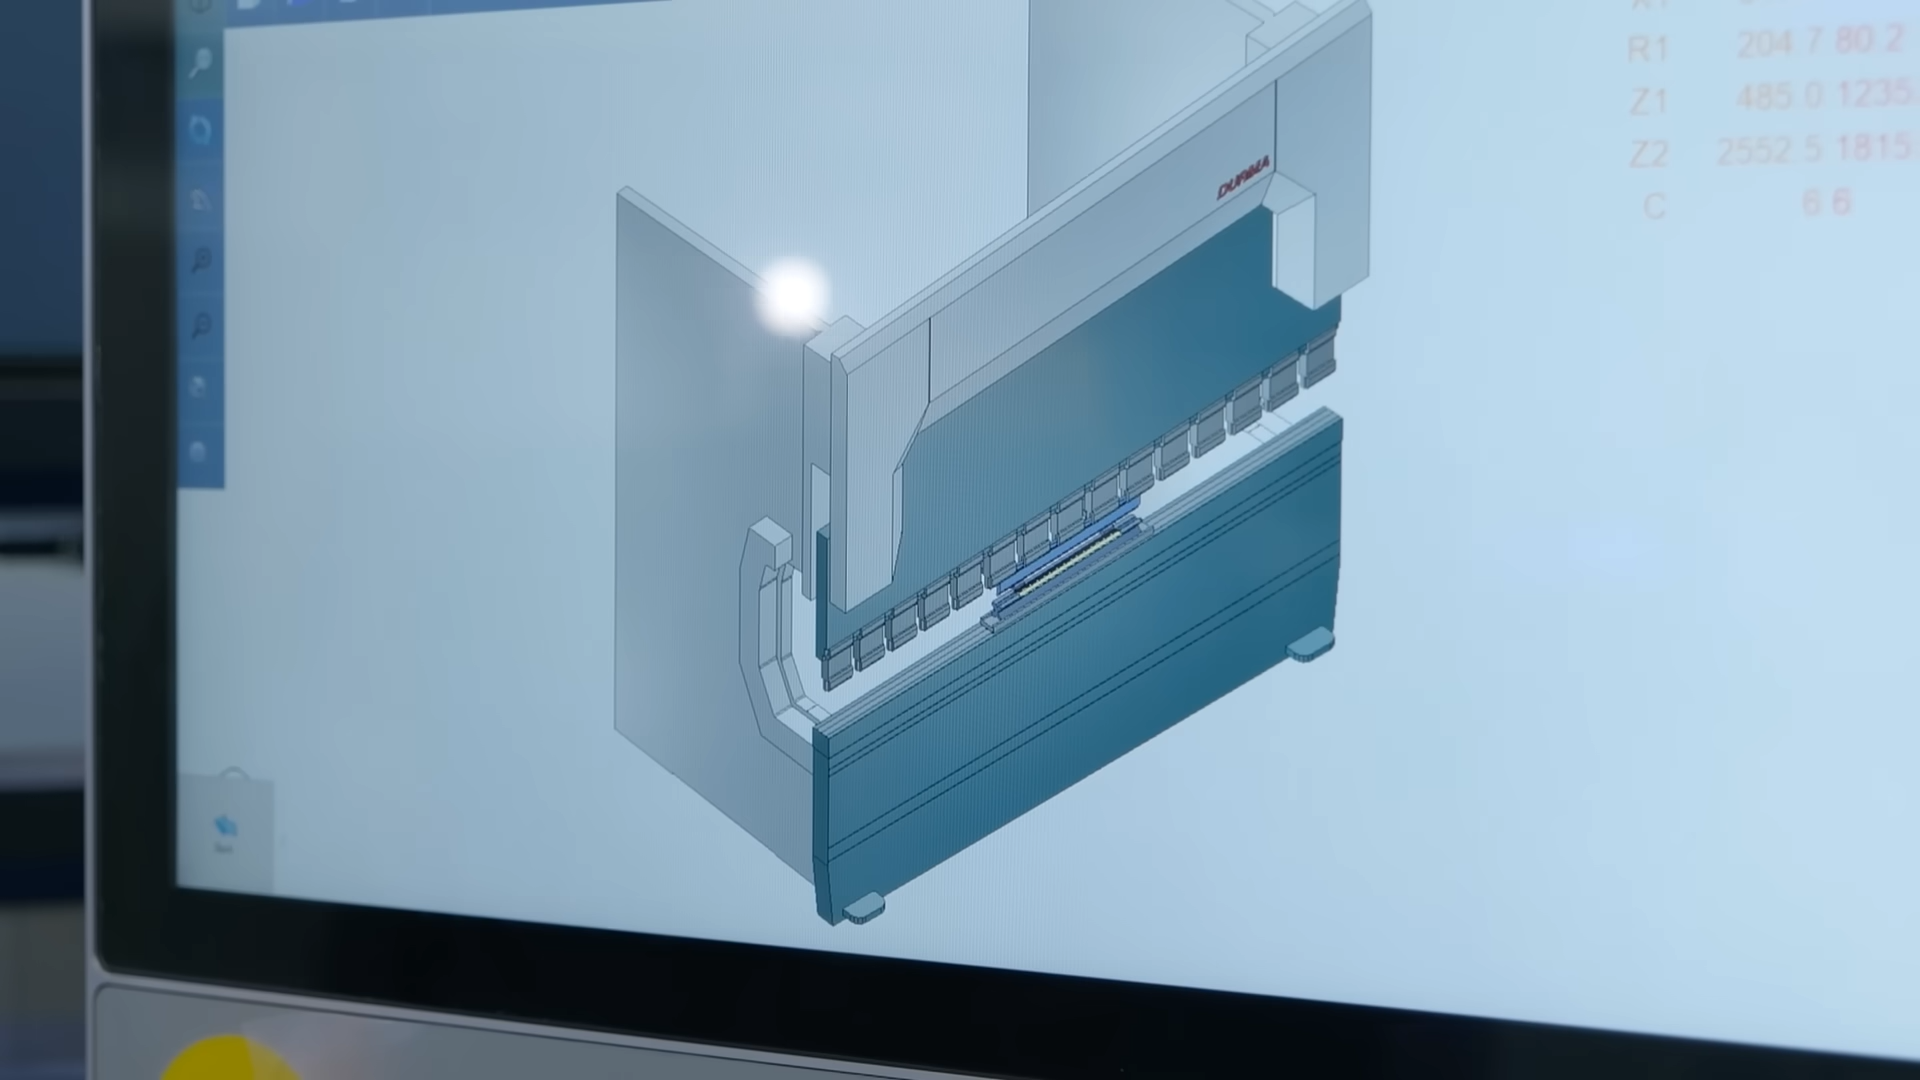 DURMA
R1 204.7 80.2
Z1 485.0 1235.
Z2 2552.5 1815
C 6 6